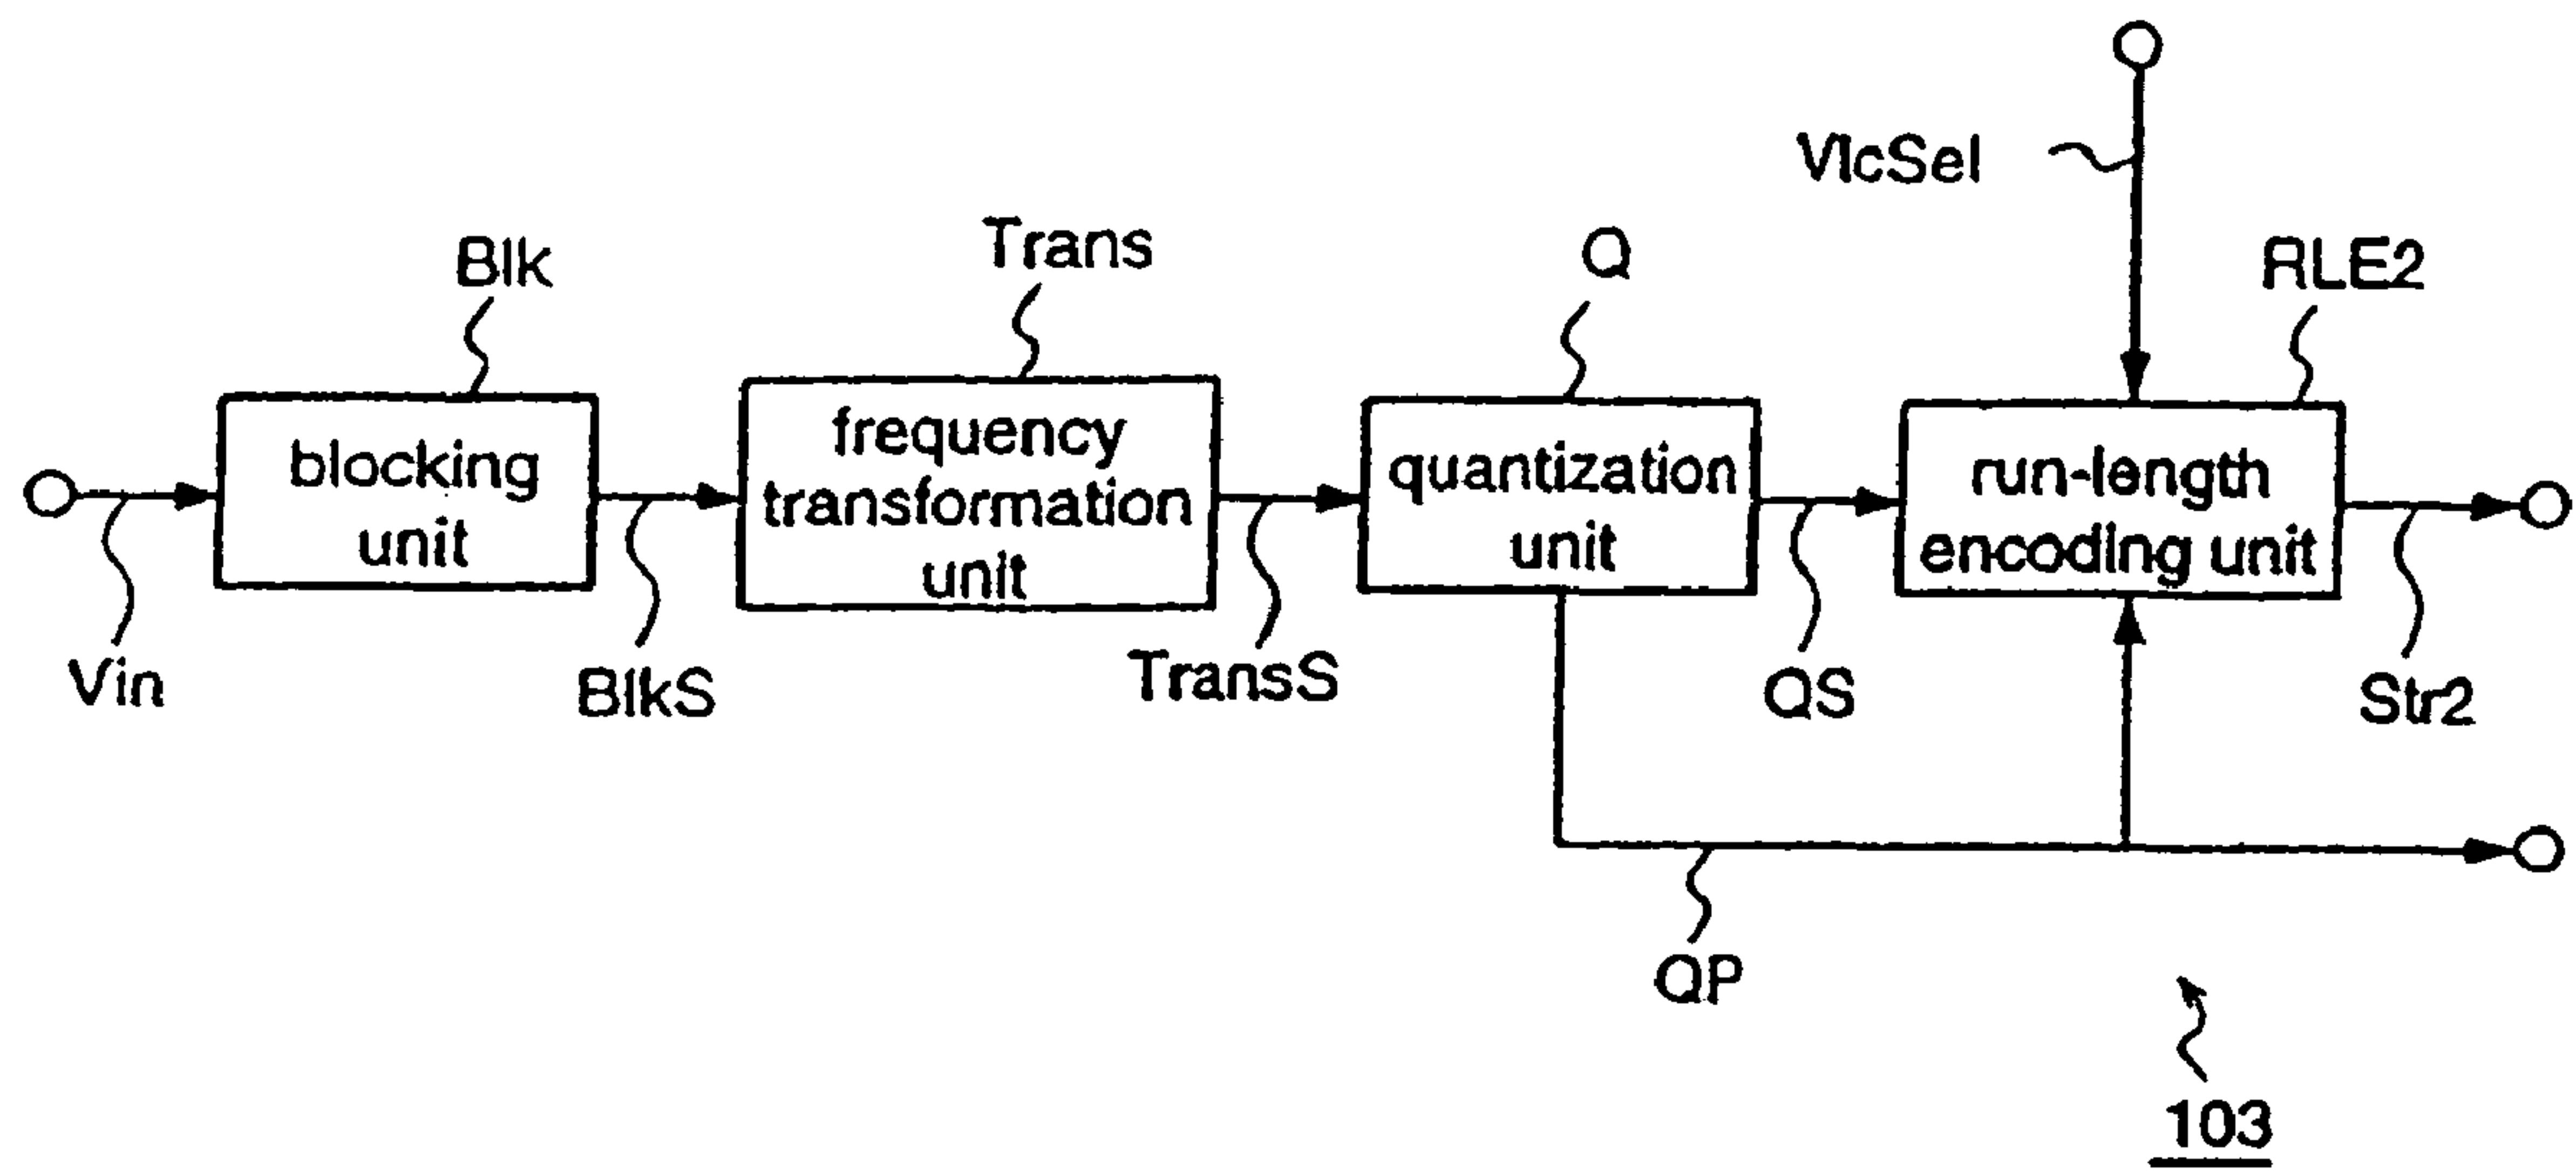 VlcSel
Blk
Trans
Q
RLE2
blocking
unit
frequency
transformation
unit
quantization
unit
run-length
encoding unit
Vin
BlkS
TransS
QS
Str2
QP
103